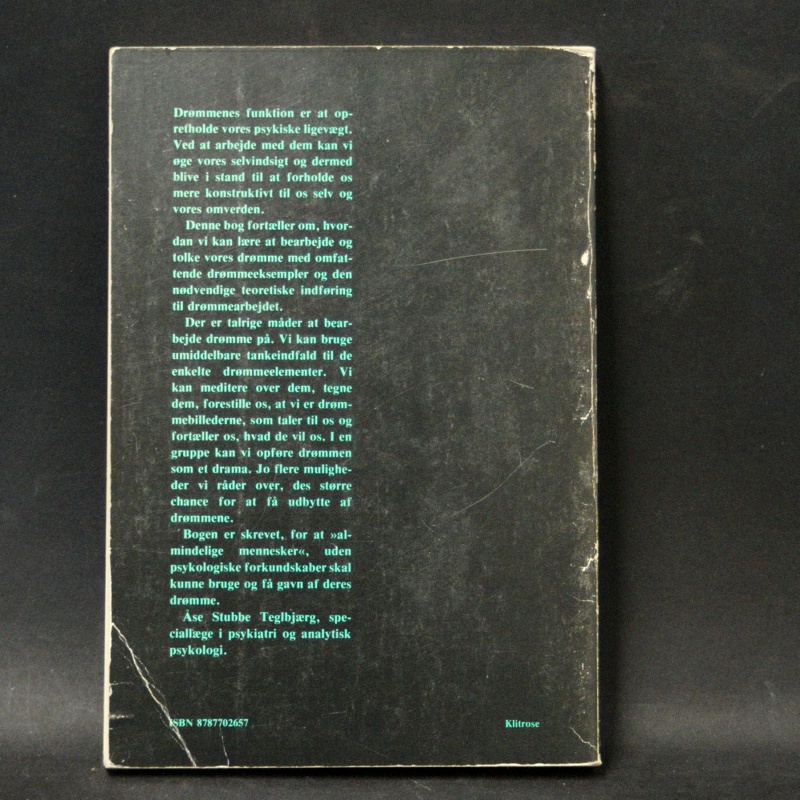 Drømmenes funktion er at op-
retholde vores psykiske ligevægt.
Ved at arbejde med dem kan vi
øge vores selvindsigt og dermed
blive i stand til at forholde os
mere konstruktivt til os selv og
vores omverden.
Denne bog fortæller om, hvor-
dan vi kan lære at bearbejde og
tolke vores drømme med omfat-
tende drømmeeksempler og den
nødvendige teoretiske indføring
til drømmearbejdet.
Der er talrige måder at bear-
bejde drømme på. Vi kan bruge
umiddelbare tankeindfald til de
enkelte drømmeelementer. Vi
kan meditere over dem, tegne
dem, forestille os, at vi er drøm-
mebillederne, som taler til os og
fortæller os, hvad de vil os. I en
gruppe kan vi opføre drømmen
som et drama. Jo flere mulighe-
der vi råder over, des større
chance for at få udbytte af
drømmene.
Bogen er skrevet, for at »al-
mindelige mennesker«, uden
psykologiske forkundskaber skal
kunne bruge og få gavn af deres
drømme.
Åse Stubbe Teglbjærg, spe-
ciallæge i psykiatri og analytisk
psykologi.
ISBN 8787702657
Klitrose